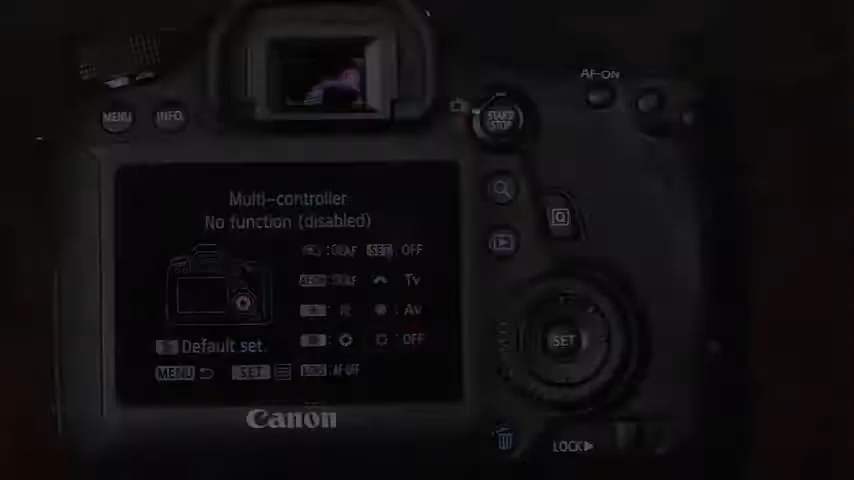 AF-ON
MENU INFO.
START/
STOP
Q
Multi-controller
No function (disabled)
SET OFF
Tv
: Av
: OFF
Default set.
MENU SET : AF OFF
SET
Canon
LOCK▶